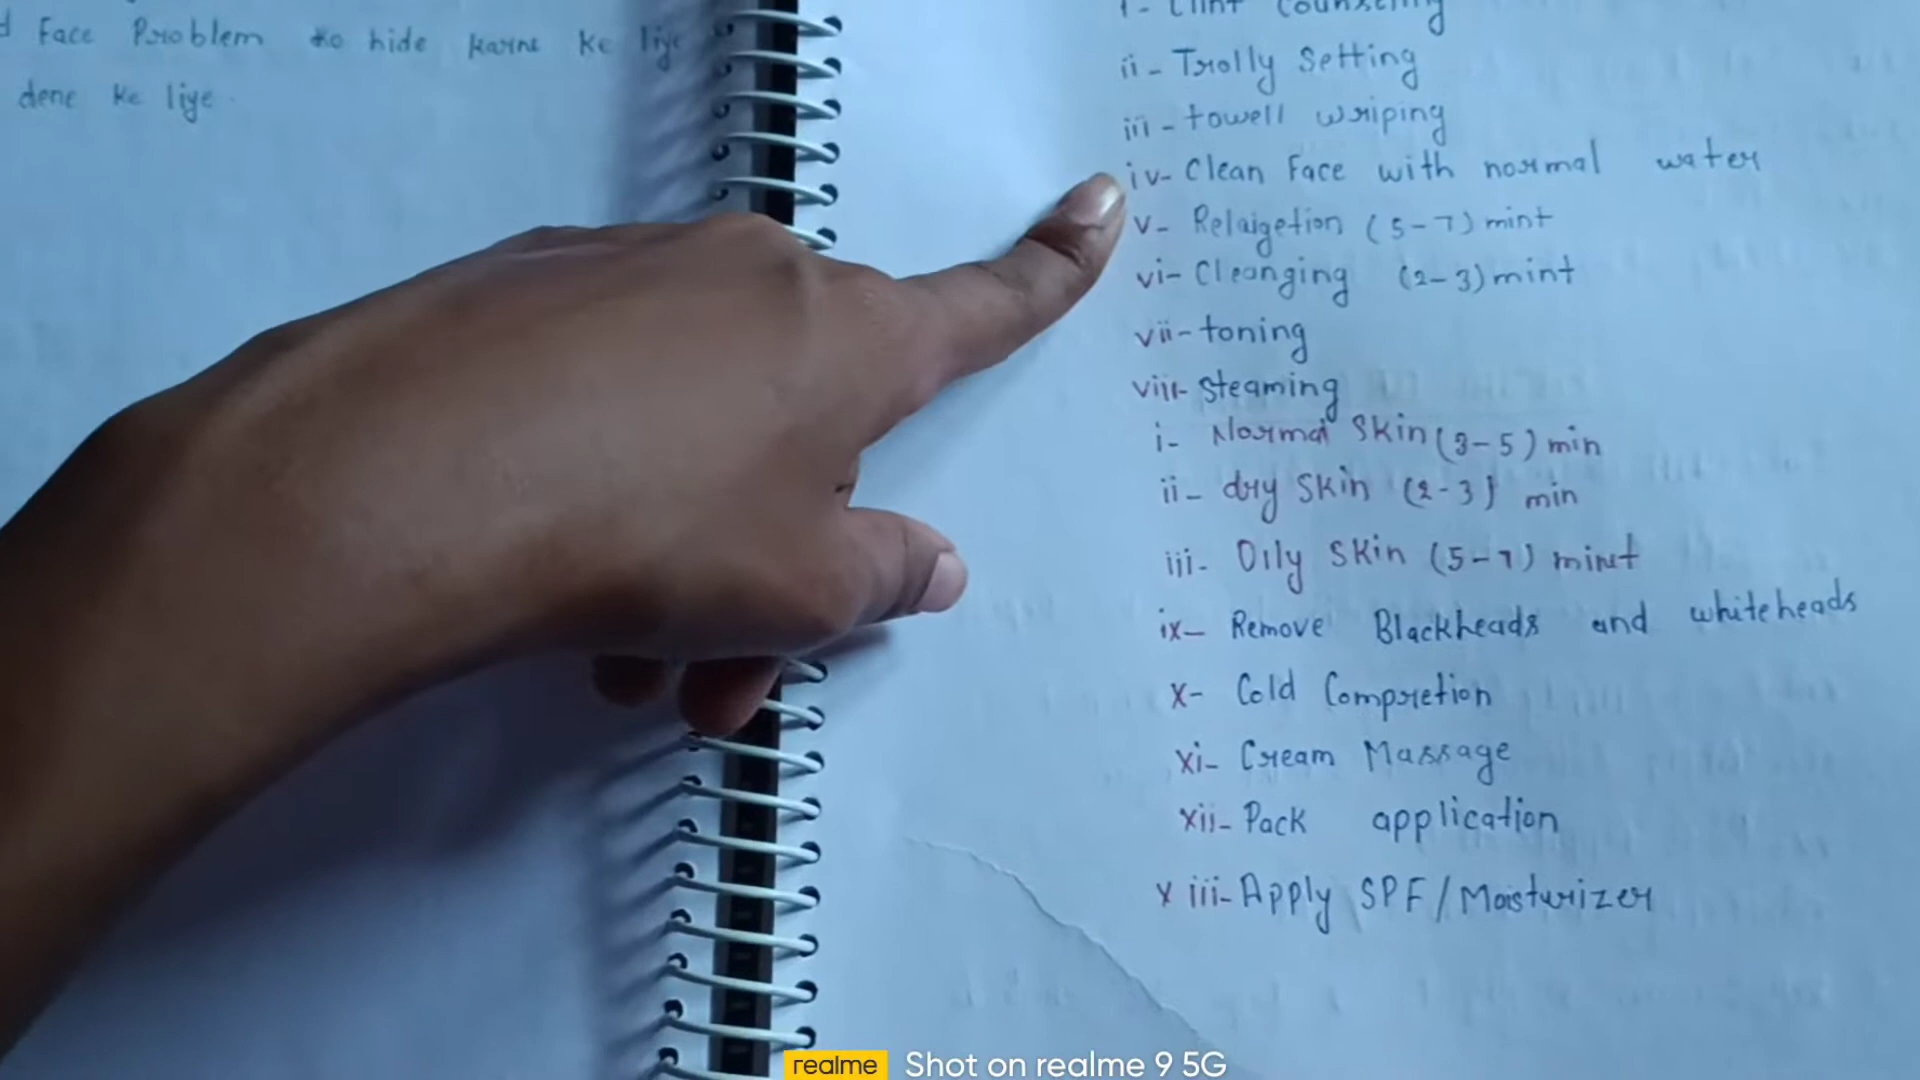 Face Problem ko hide karne ke liye
dene ke liye
i - Clint Counseling
ii - Trolly Setting
iii - towell wriping
iv- Clean Face with normal water
v- Relaigetion (5-7) mint
vi- Cleanging (2-3) mint
vii- toning
viii- Steaming
i- Normal Skin (3-5) min
ii- dry Skin (2-3) min
iii- Oily Skin (5-7) mint
ix- Remove Blackheads and whiteheads
x- Cold Compretion
xi- Cream Massage
xii- Pack application
xiii- Apply SPF/Moisturizer
realme Shot on realme 9 5G